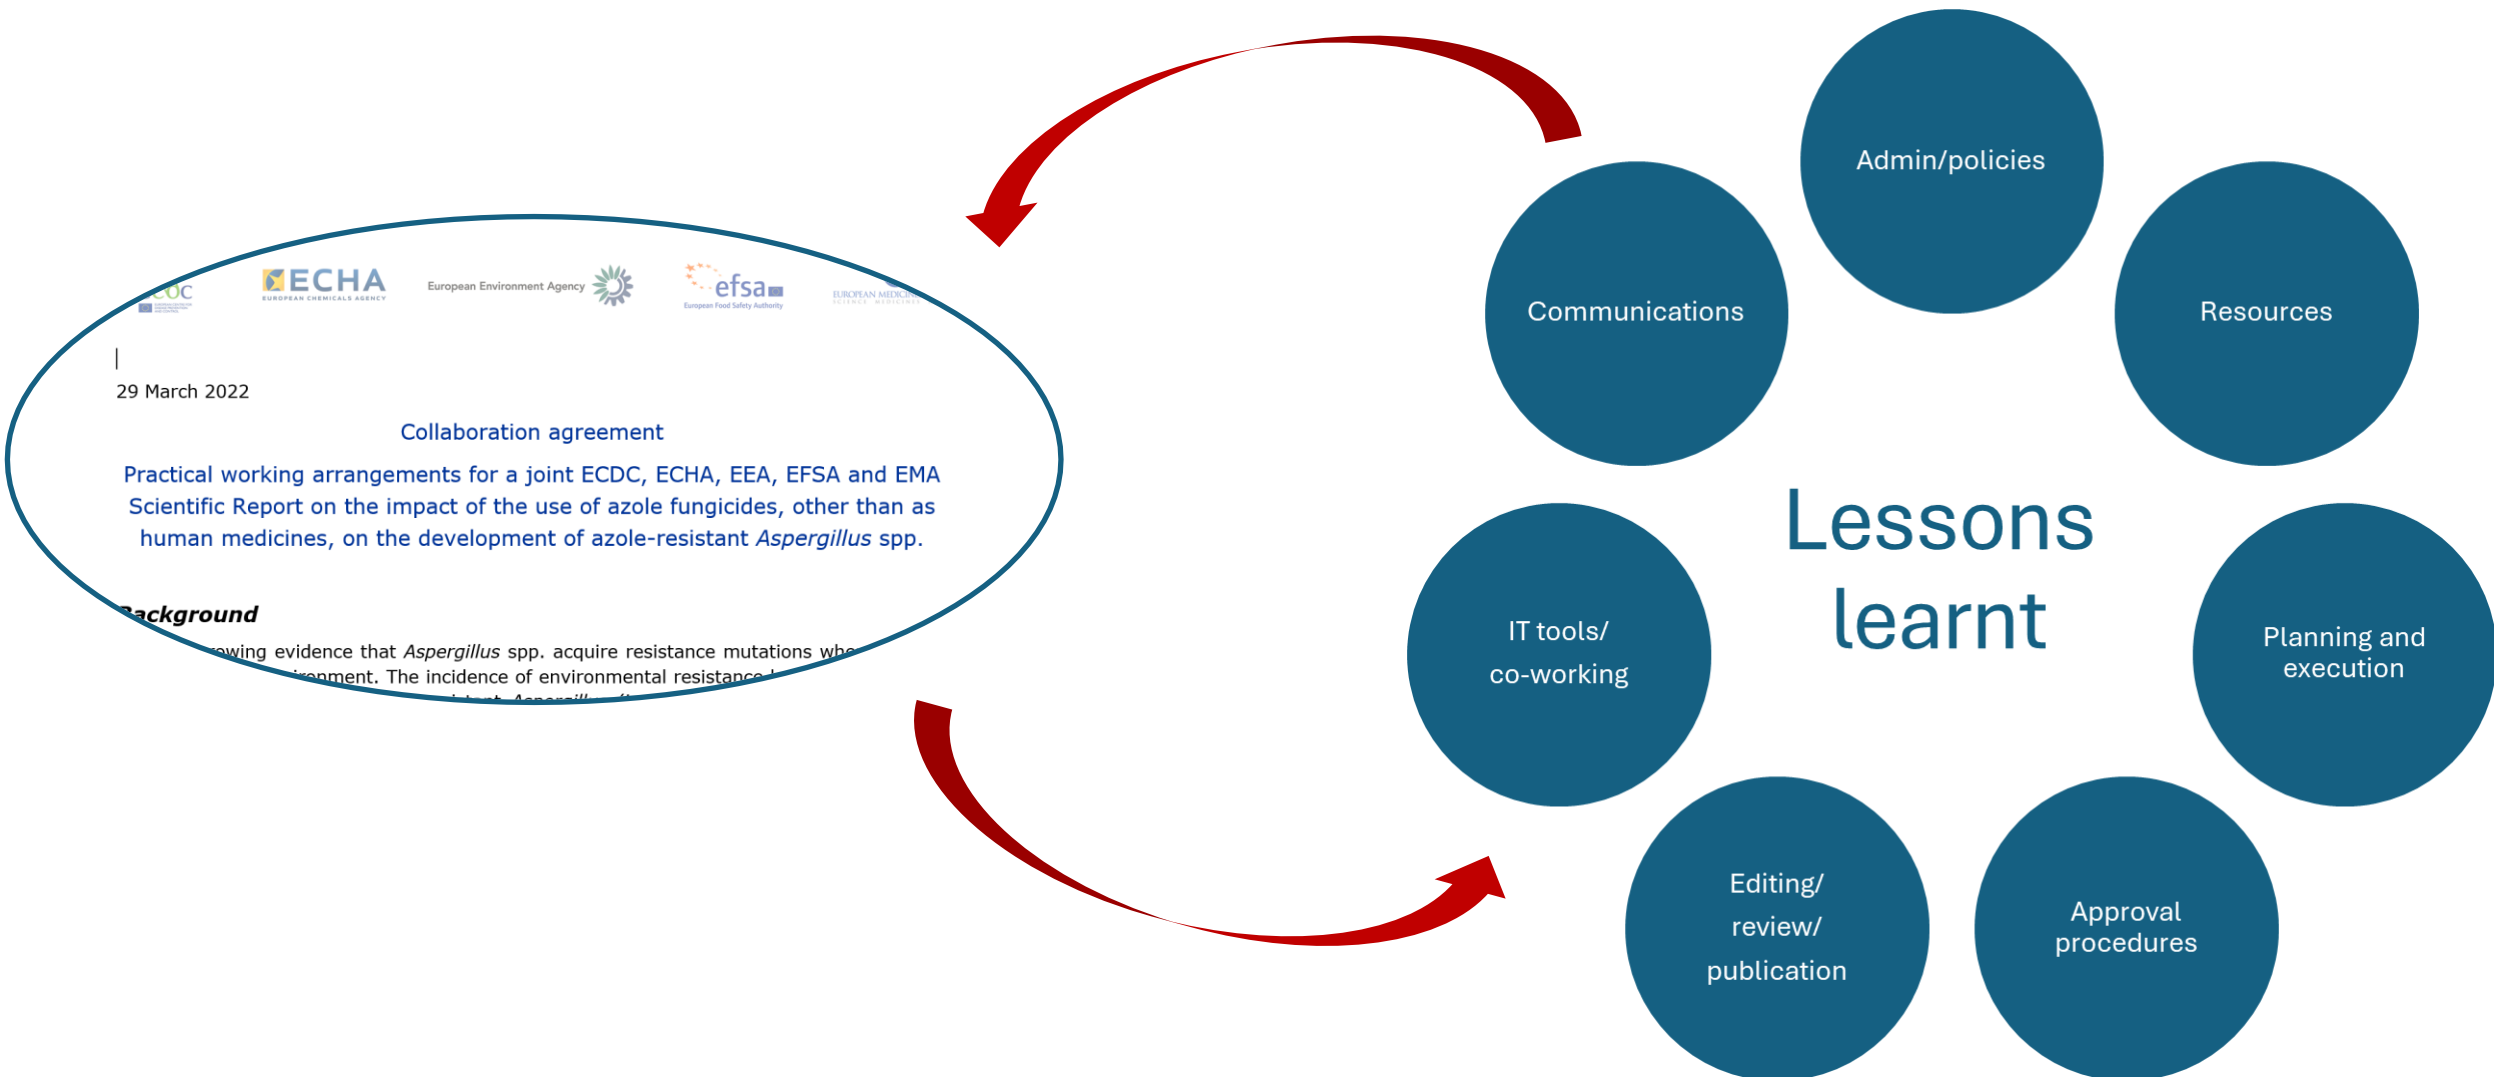 ECHA
EUROPEAN CHEMICALS AGENCY
European Environment Agency
efsa
European Food Safety Authority
EUROPEAN
SCIENCE MEDICINES
29 March 2022
Collaboration agreement
Practical working arrangements for a joint ECDC, ECHA, EEA, EFSA and EMA
Scientific Report on the impact of the use of azole fungicides, other than as
human medicines, on the development of azole-resistant Aspergillus spp.
Background
evidence that Aspergillus spp. acquire resistance mutations
The incidence of environmental resistance
Admin/policies
Resources
Planning and
execution
Approval
procedures
Editing/
review/
publication
IT tools/
co-working
Communications
Lessons
learnt